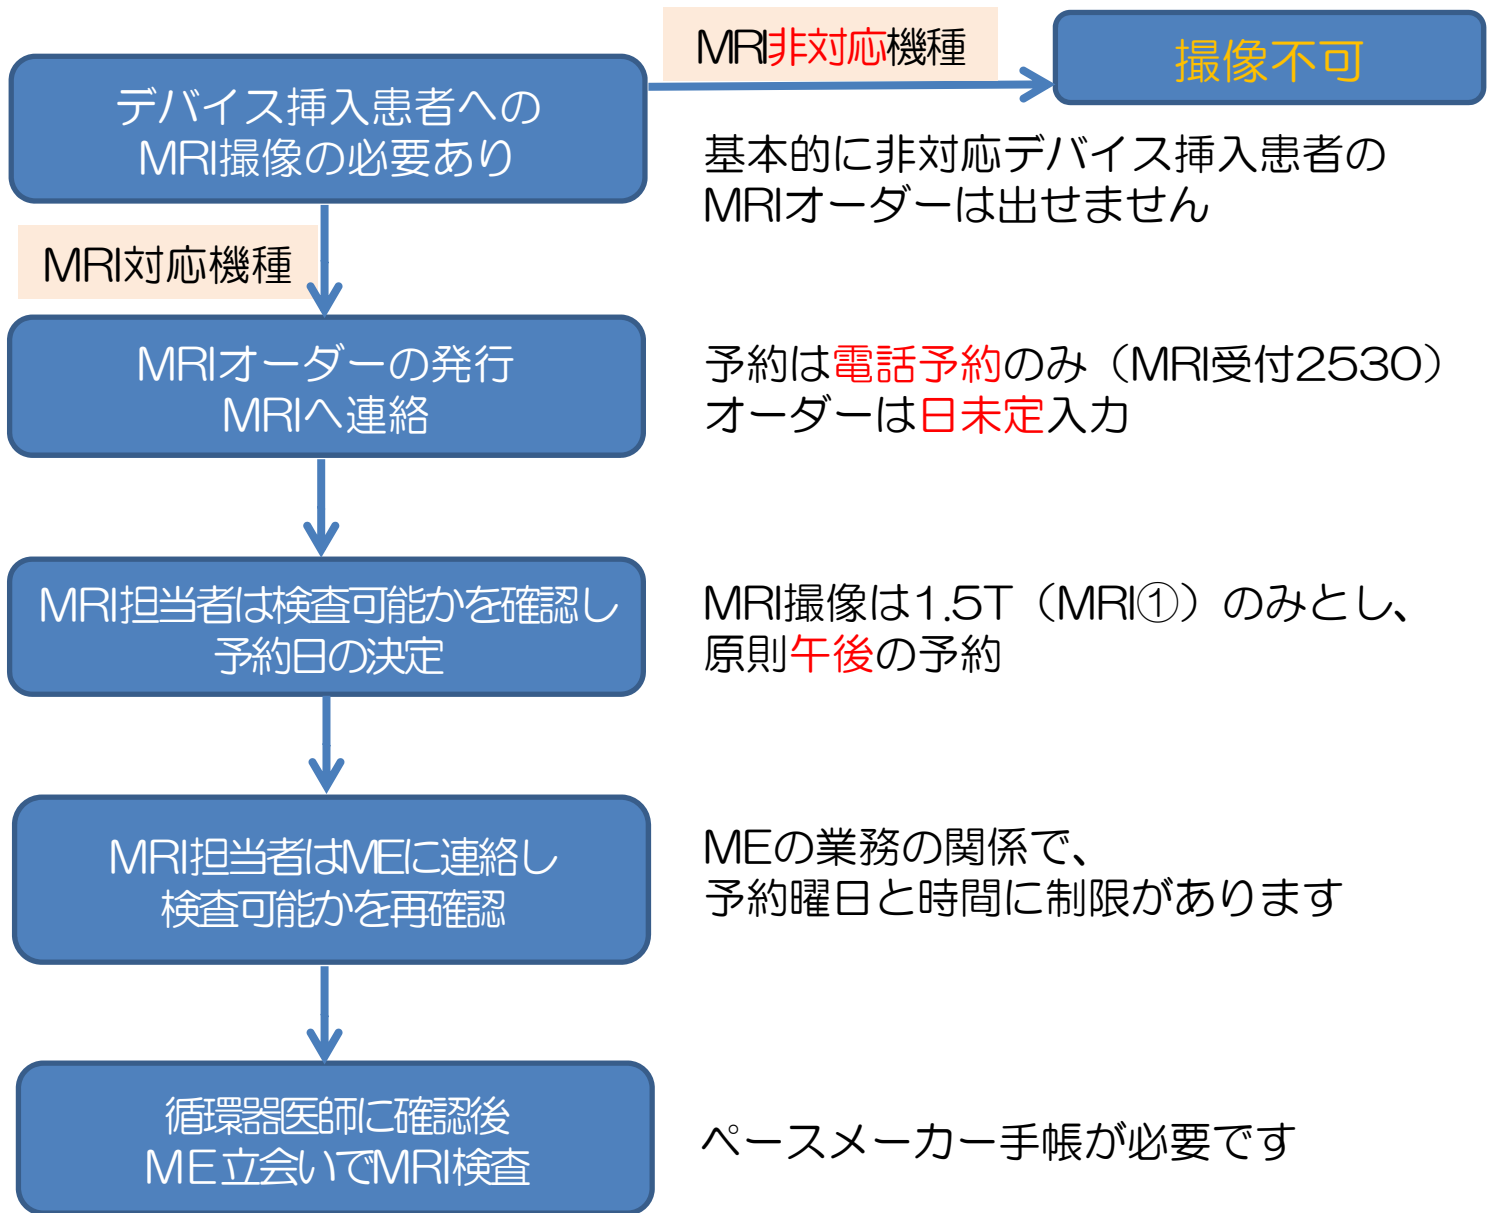 MRI非対応機種
撮像不可
デバイス挿入患者への
MRI撮像の必要あり
基本的に非対応デバイス挿入患者の
MRIオーダーは出せません
MRI対応機種
MRIオーダーの発行
MRIへ連絡
予約は電話予約のみ（MRI受付2530）
オーダーは日未定入力
MRI担当者は検査可能かを確認し
予約日の決定
MRI撮像は1.5T（MRI①）のみとし、
原則午後の予約
MRI担当者はMEに連絡し
検査可能かを再確認
MEの業務の関係で、
予約曜日と時間に制限があります
循環器医師に確認後
ME立会いでMRI検査
ペースメーカー手帳が必要です